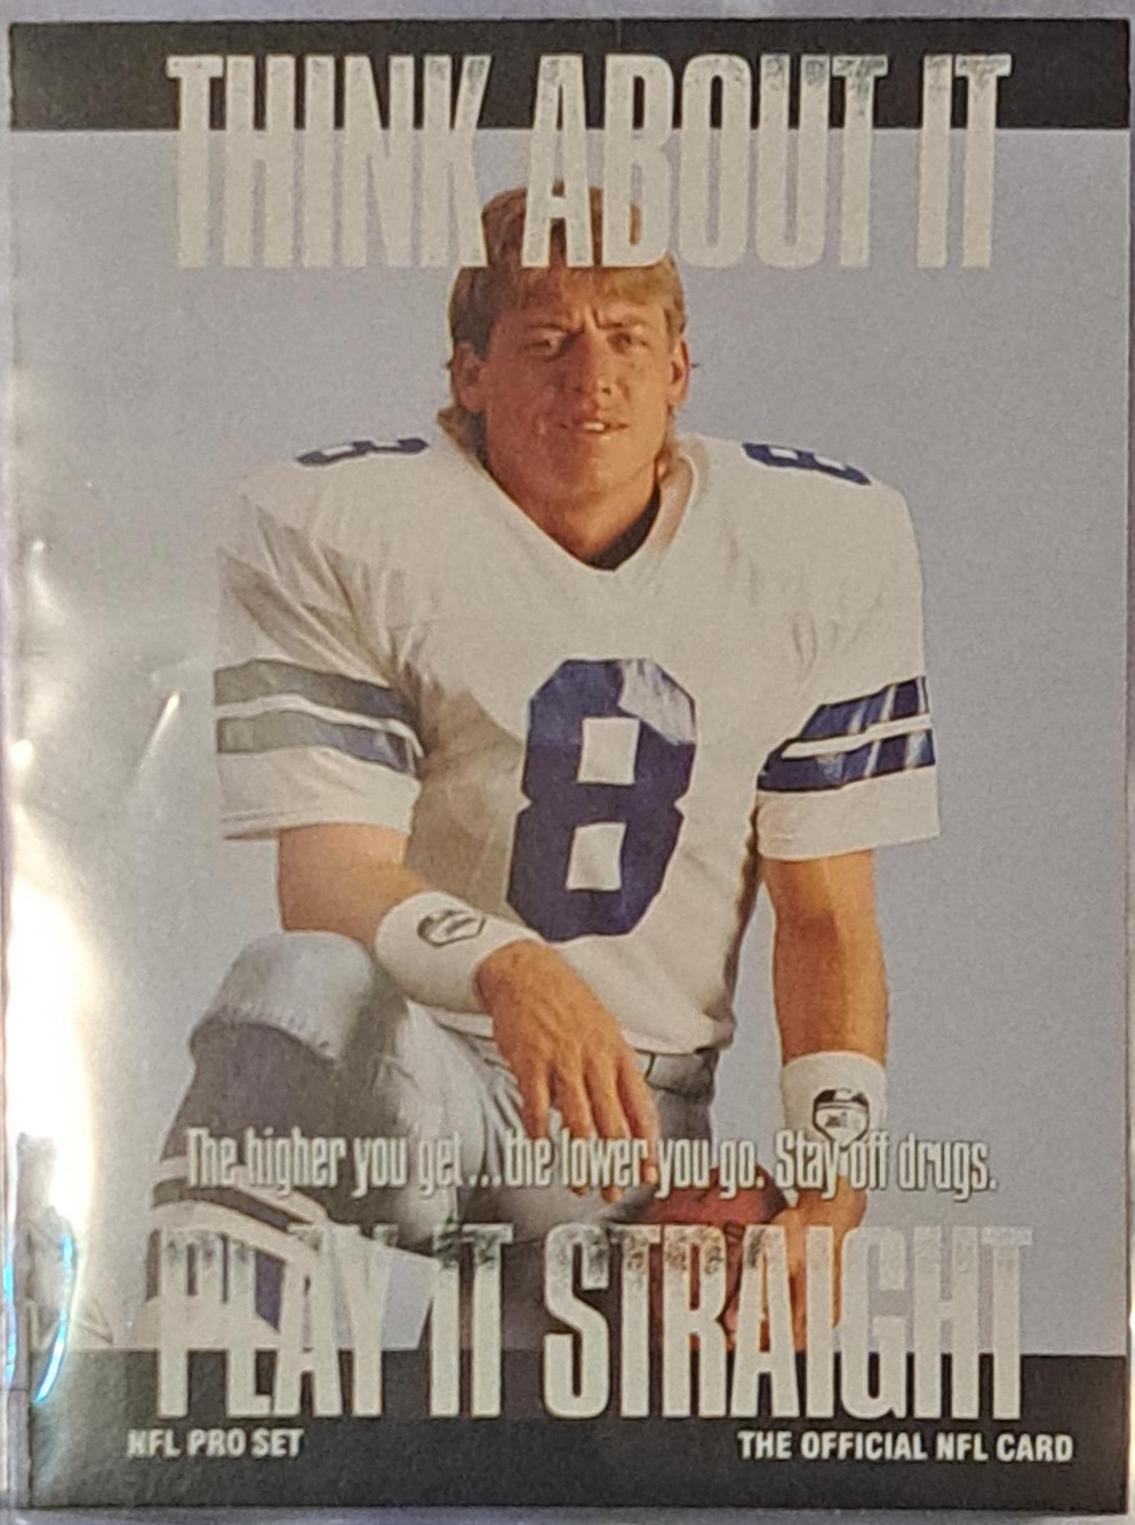 THINK ABOUT IT
8 8
8
The higher you get...the lower you go. Stay off drugs.
PLAY IT STRAIGHT
NFL PRO SET THE OFFICIAL NFL CARD